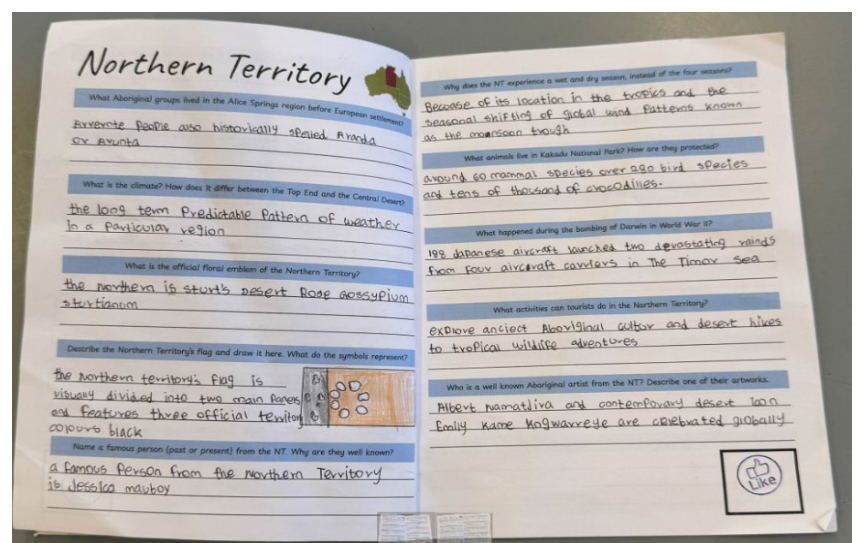 Northern Territory
What Aboriginal groups lived in the Alice Springs region before European settlement?
Arrernte people also historically spelled Aranda
or Arunta
What is the climate? How does it differ between the Top End and the Central Desert?
the long term Predictable Pattern of weather
in a Particular region
What is the official floral emblem of the Northern Territory?
the northern is sturt's Desert Rose Gossypium
sturtianum
Describe the Northern Territory's flag and draw it here. What do the symbols represent?
the Northern territory's flag is
visually divided into two main Panels
and features three official territory
colours black
Name a famous person (past or present) from the NT. Why are they well known?
a famous Person from the northern Territory
is Jessica mauboy
Why does the NT experience a wet and dry season, instead of the four seasons?
Because of its location in the tropics and the
seasonal shifting of global wind Patterns known
as the monsoon trough
What animals live in Kakadu National Park? How are they protected?
around 60 mammal species over 280 bird species
and tens of thousand of crocodilies.
What happened during the bombing of Darwin in World War II?
188 Japanese aircraft launched two devastating rainds
from four aircraft carriers in The Timor Sea
What activities can tourists do in the Northern Territory?
explore anciect Aboriginal cultur and desert hikes
to tropical wildlife adventures
Who is a well known Aboriginal artist from the NT? Describe one of their artworks.
Albert namatjira and contemporary desert Icon
Emily Kame Kngwarreye are celebrated globally
Like